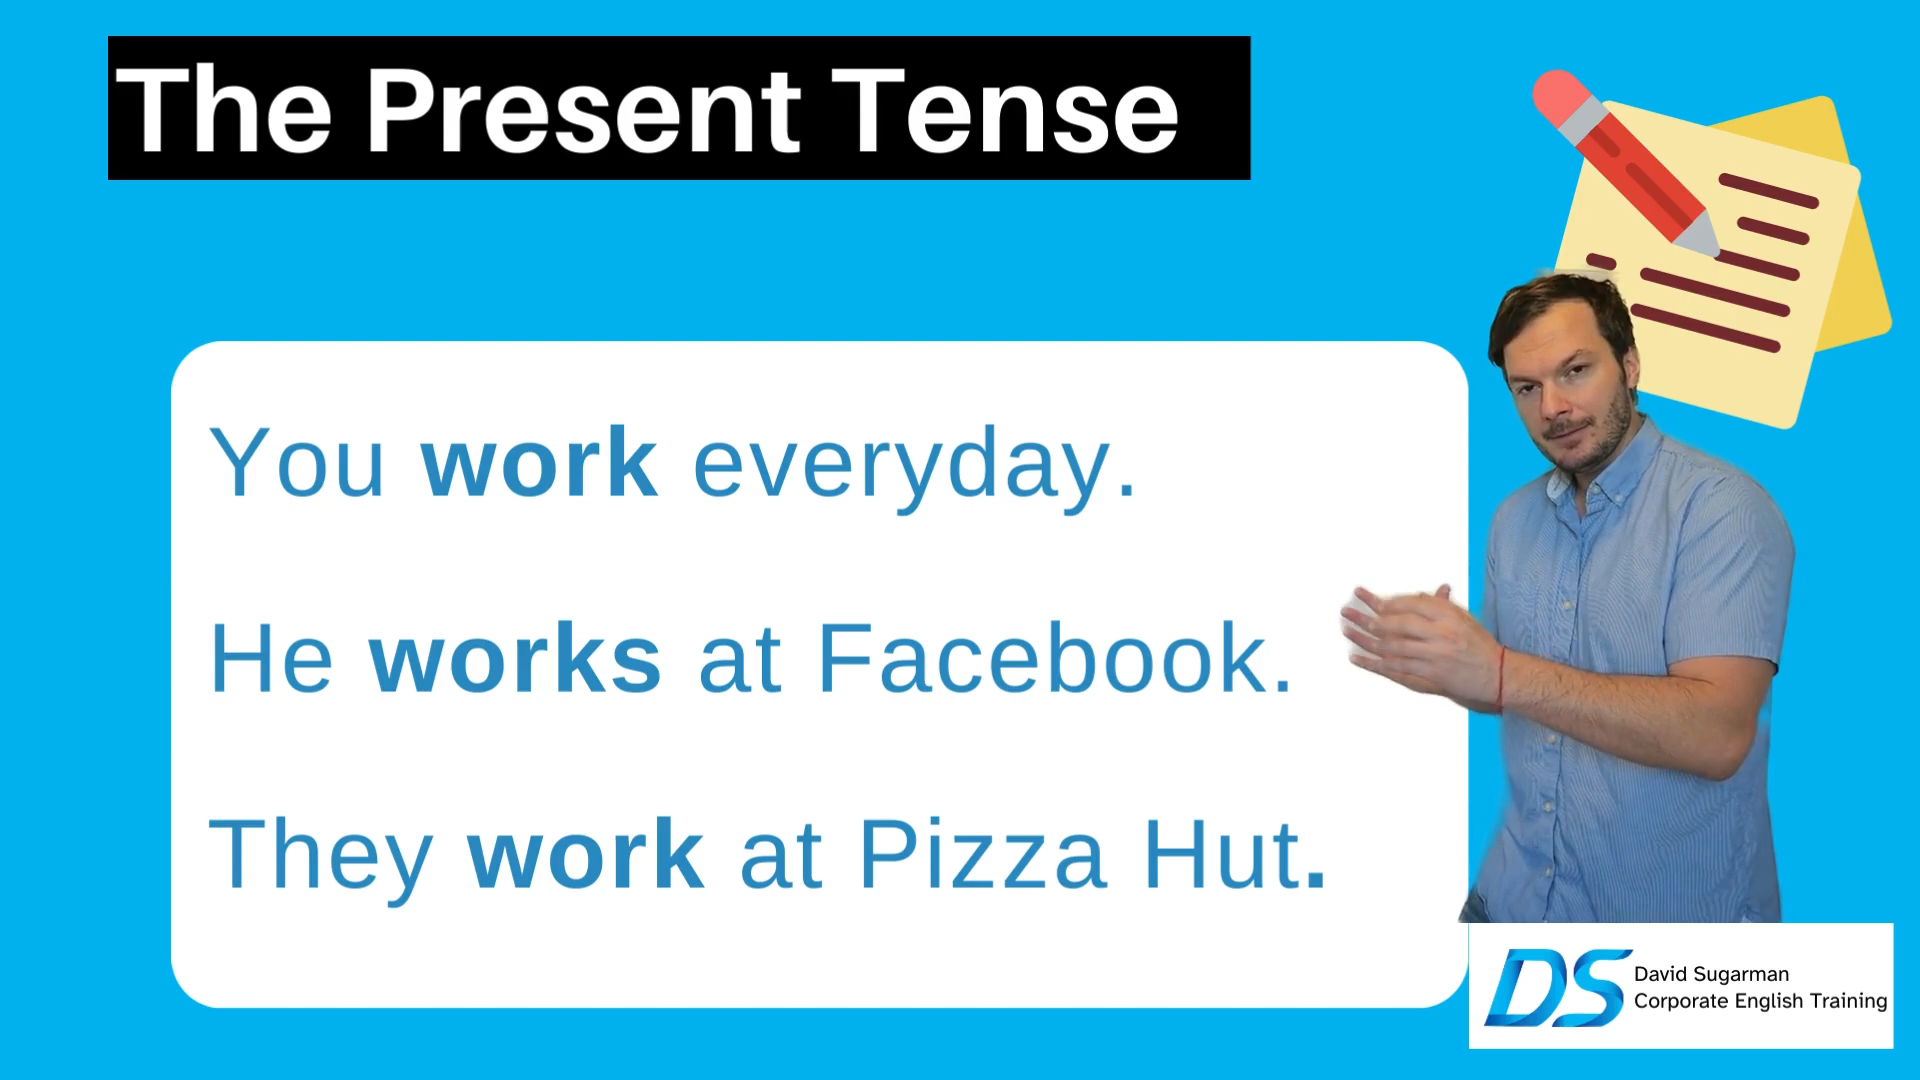 The Present Tense
You work everyday.
He works at Facebook.
They work at Pizza Hut.
DS
David Sugarman
Corporate English Training